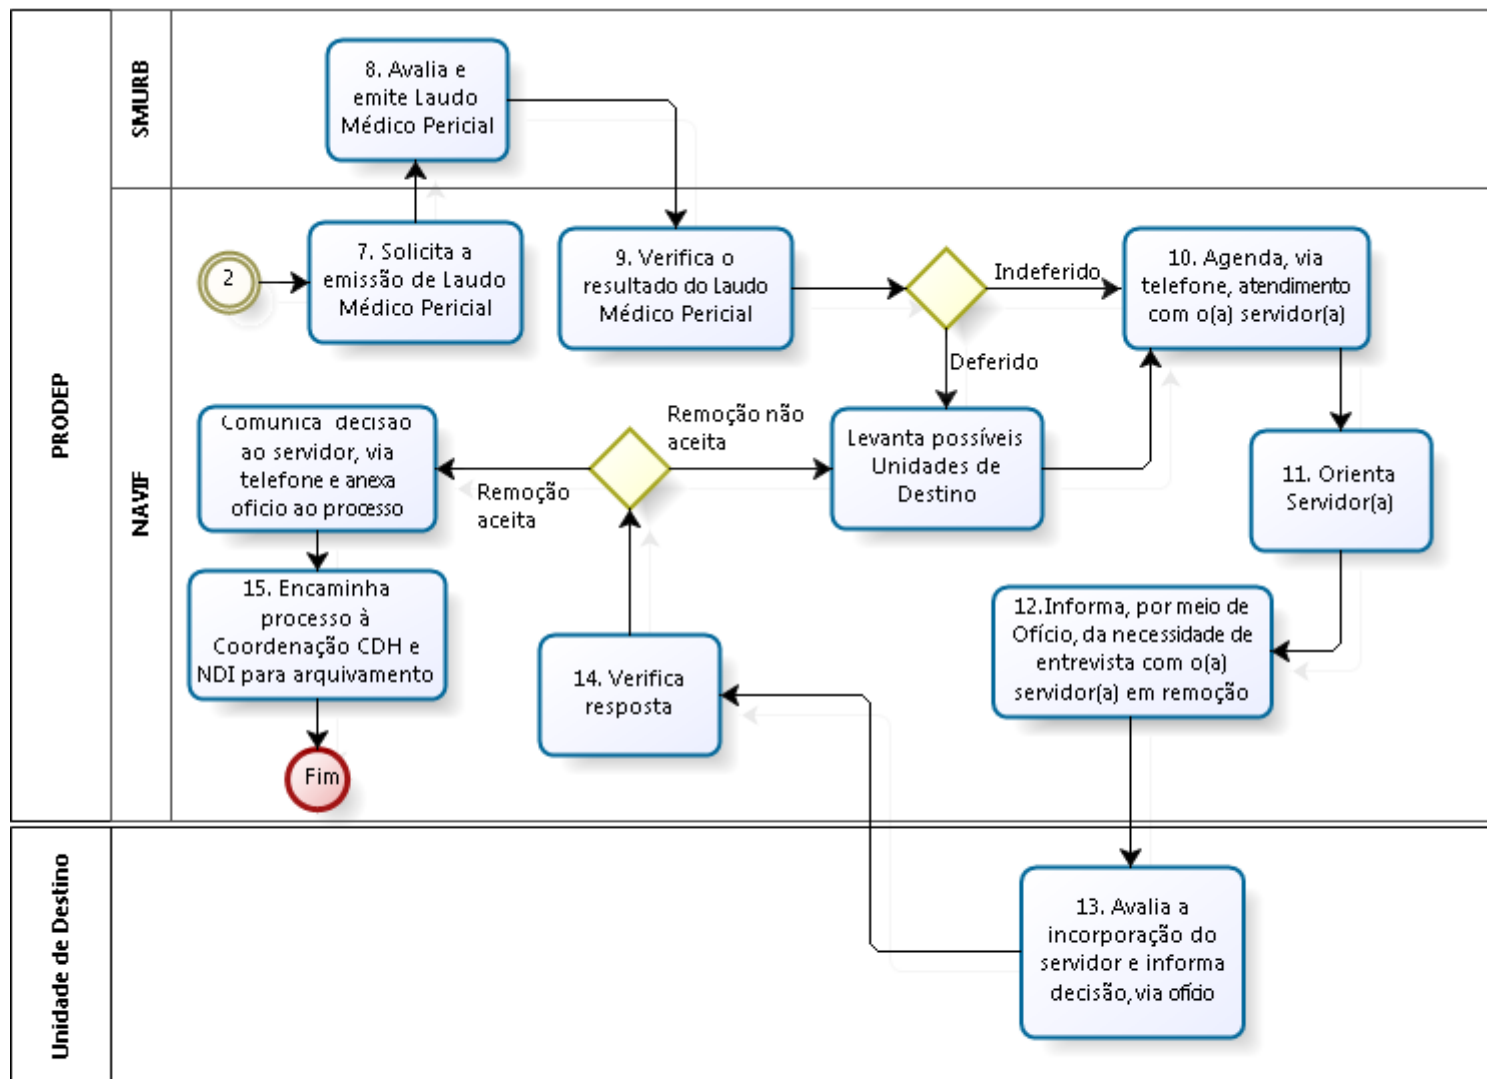 PRODEP
SMURB
8. Avalia e
emite Laudo
Médico Pericial
NAVIF
2
7. Solicita a
emissão de Laudo
Médico Pericial
9. Verifica o
resultado do Laudo
Médico Pericial
Indeferido
Deferido
10. Agenda, via
telefone, atendimento
com o(a) servidor(a)
Comunica decisão
ao servidor, via
telefone e anexa
oficio ao processo
Remoção
aceita
Remoção não
aceita
Levanta possíveis
Unidades de
Destino
11. Orienta
Servidor(a)
15. Encaminha
processo à
Coordenação CDH e
NDI para arquivamento
14. Verifica
resposta
12.Informa, por meio de
Ofício, da necessidade de
entrevista com o(a)
servidor(a) em remoção
Fim
Unidade de Destino
13. Avalia a
incorporação do
servidor e informa
decisão, via ofício